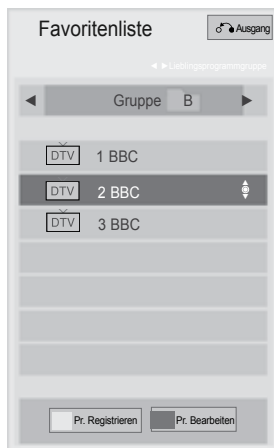 Favoritenliste
Ausgang
◄ ►Lieblingsprogrammgruppe
◄ Gruppe B ►
DTV 1 BBC
DTV 2 BBC
DTV 3 BBC
Pr. Registrieren
Pr. Bearbeiten